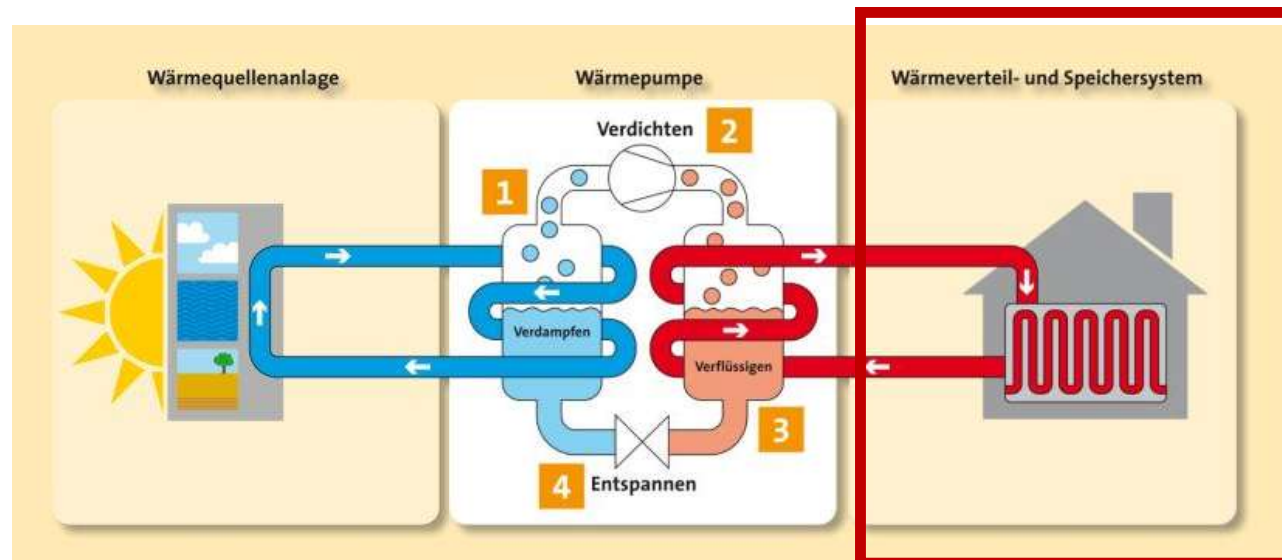 Wärmequellenanlage
Wärmepumpe
Wärmeverteil- und Speichersystem
Verdichten
2
1
Verdampfen
Verflüssigen
3
4
Entspannen